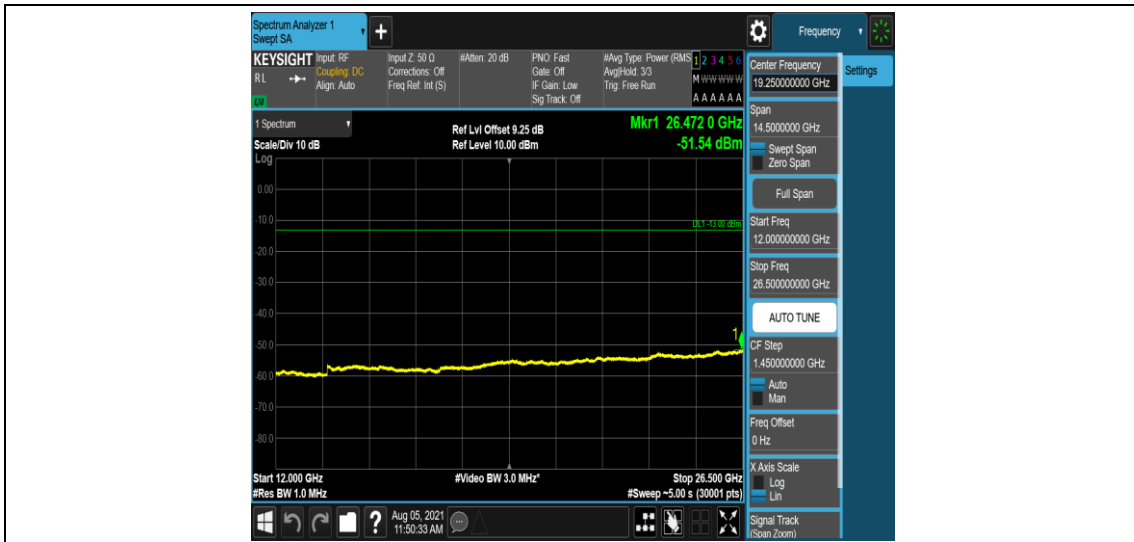 Spectrum Analyzer 1
Swept SA
+
Frequency
KEYSIGHT
RL
LM
Input: RF
Coupling: DC
Align: Auto
Input Z: 50 Ω
Corrections: Off
Freq Ref: Int (S)
#Atten: 20 dB
PNO: Fast
Gate: Off
IF Gain: Low
Sig Track: Off
#Avg Type: Power (RMS
Avg|Hold: 3/3
Trig: Free Run
1 2 3 4 5 6
M W W W W W
A A A A A A
Center Frequency
19.250000000 GHz
Settings
Span
14.5000000 GHz
Swept Span
Zero Span
Full Span
Start Freq
12.000000000 GHz
Stop Freq
26.500000000 GHz
AUTO TUNE
CF Step
1.450000000 GHz
Auto
Man
Freq Offset
0 Hz
X Axis Scale
Log
Lin
Signal Track
(Span Zoom)
1 Spectrum
Scale/Div 10 dB
Ref Lvl Offset 9.25 dB
Ref Level 10.00 dBm
Mkr1 26.472 0 GHz
-51.54 dBm
Log
0.00
-10.0
DL1 -13.00 dBm
-20.0
-30.0
-40.0
1
-50.0
-60.0
-70.0
-80.0
Start 12.000 GHz
#Video BW 3.0 MHz*
Stop 26.500 GHz
#Res BW 1.0 MHz
#Sweep ~5.00 s (30001 pts)
?
Aug 05, 2021
11:50:33 AM